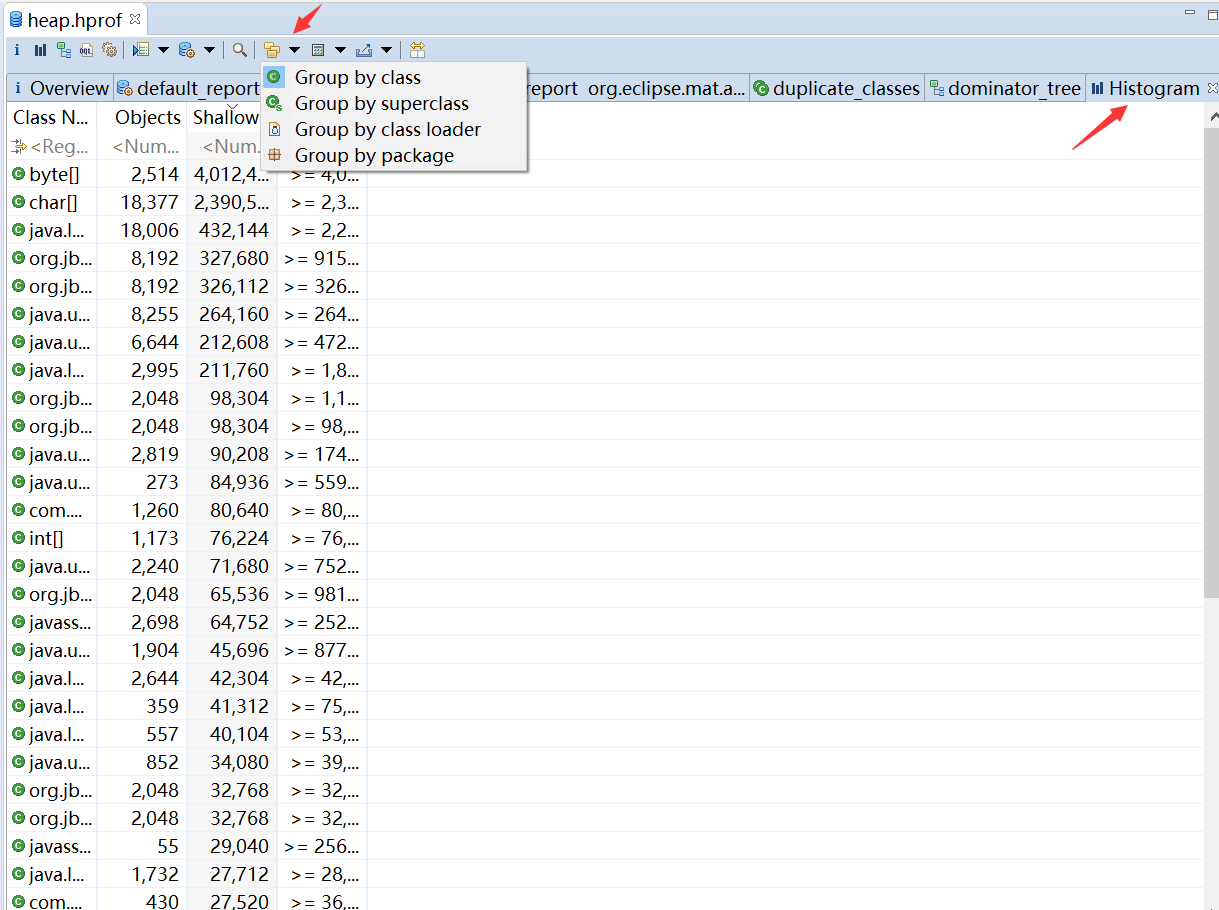 heap.hprof
i OQL
i Overview default_report report org.eclipse.mat.a... duplicate_classes dominator_tree Histogram
Group by class
Group by superclass
Group by class loader
Group by package
Class N... Objects Shallow
<Reg... <Num... <Num.
byte[] 2,514 4,012,4... >= 4,0...
char[] 18,377 2,390,5... >= 2,3...
java.l... 18,006 432,144 >= 2,2...
org.jb... 8,192 327,680 >= 915...
org.jb... 8,192 326,112 >= 326...
java.u... 8,255 264,160 >= 264...
java.u... 6,644 212,608 >= 472...
java.l... 2,995 211,760 >= 1,8...
org.jb... 2,048 98,304 >= 1,1...
org.jb... 2,048 98,304 >= 98,...
java.u... 2,819 90,208 >= 174...
java.u... 273 84,936 >= 559...
com.... 1,260 80,640 >= 80,...
int[] 1,173 76,224 >= 76,...
java.u... 2,240 71,680 >= 752...
org.jb... 2,048 65,536 >= 981...
javass... 2,698 64,752 >= 252...
java.u... 1,904 45,696 >= 877...
java.l... 2,644 42,304 >= 42,...
java.l... 359 41,312 >= 75,...
java.l... 557 40,104 >= 53,...
java.u... 852 34,080 >= 39,...
org.jb... 2,048 32,768 >= 32,...
org.jb... 2,048 32,768 >= 32,...
javass... 55 29,040 >= 256...
java.l... 1,732 27,712 >= 28,...
com.... 430 27,520 >= 36,...